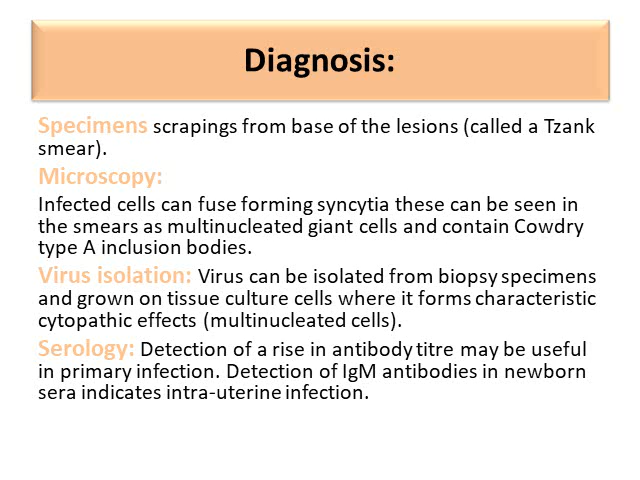 Diagnosis:
Specimens scrapings from base of the lesions (called a Tzank
smear).
Microscopy:
Infected cells can fuse forming syncytia these can be seen in
the smears as multinucleated giant cells and contain Cowdry
type A inclusion bodies.
Virus isolation: Virus can be isolated from biopsy specimens
and grown on tissue culture cells where it forms characteristic
cytopathic effects (multinucleated cells).
Serology: Detection of a rise in antibody titre may be useful
in primary infection. Detection of IgM antibodies in newborn
sera indicates intra-uterine infection.